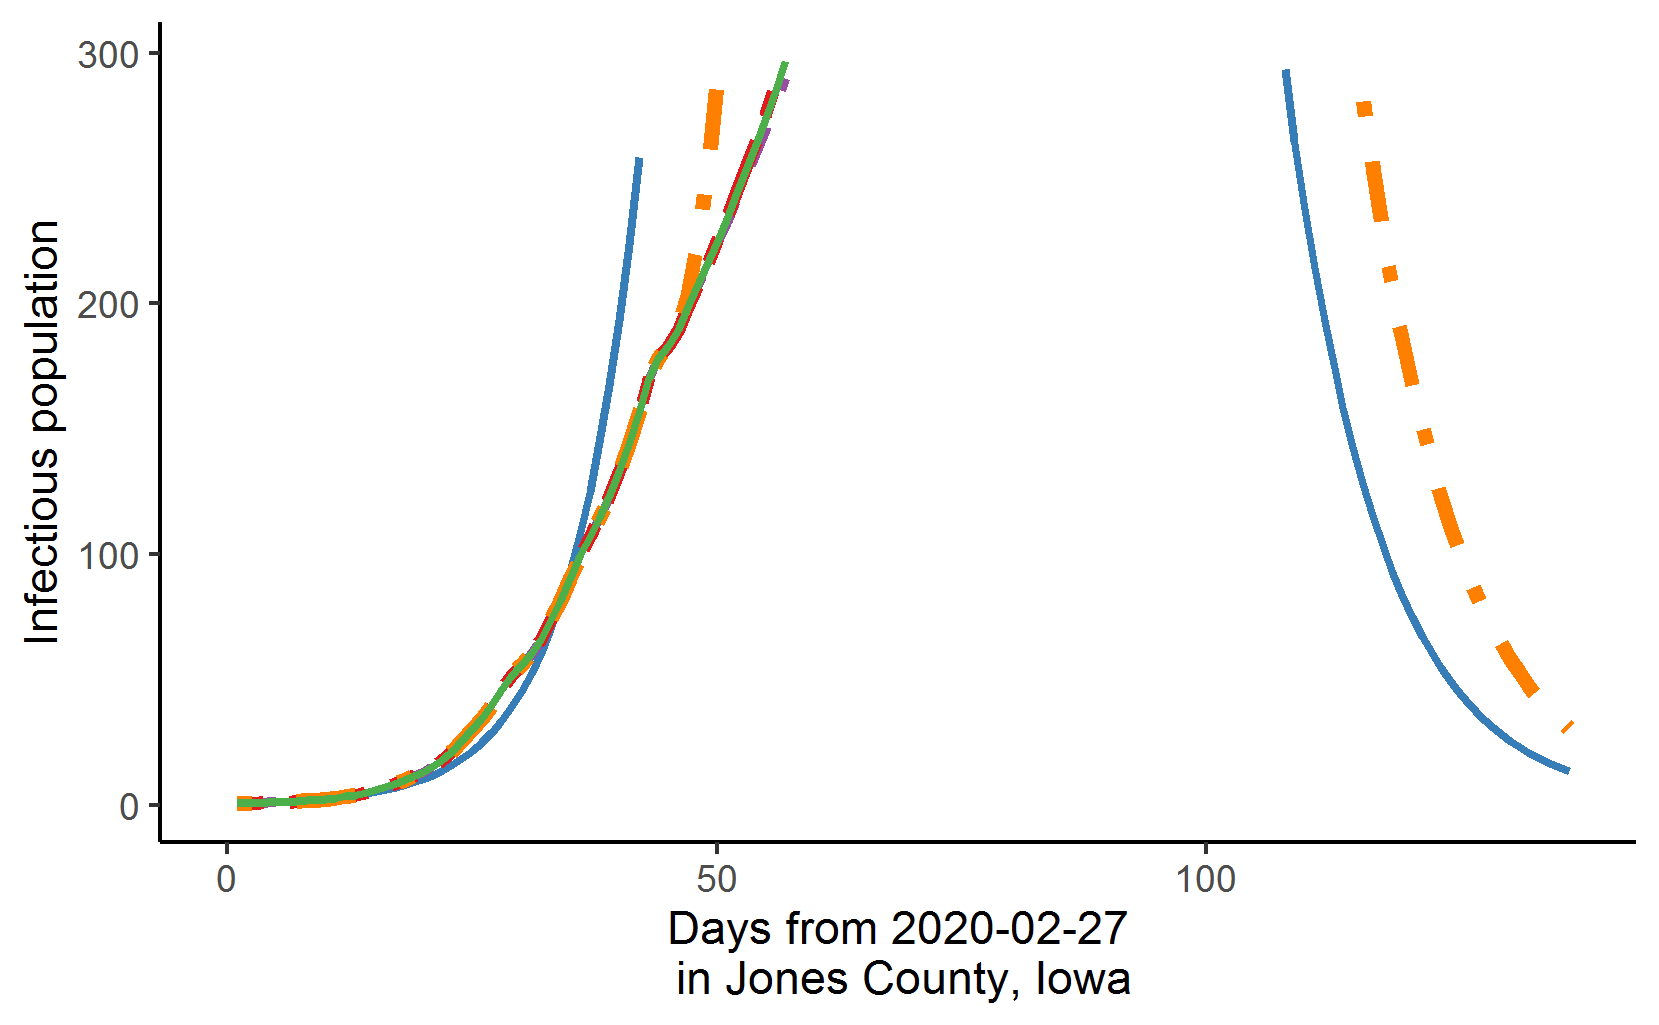 300
200
100
0
Infectious population
0 50 100
Days from 2020-02-27
in Jones County, Iowa